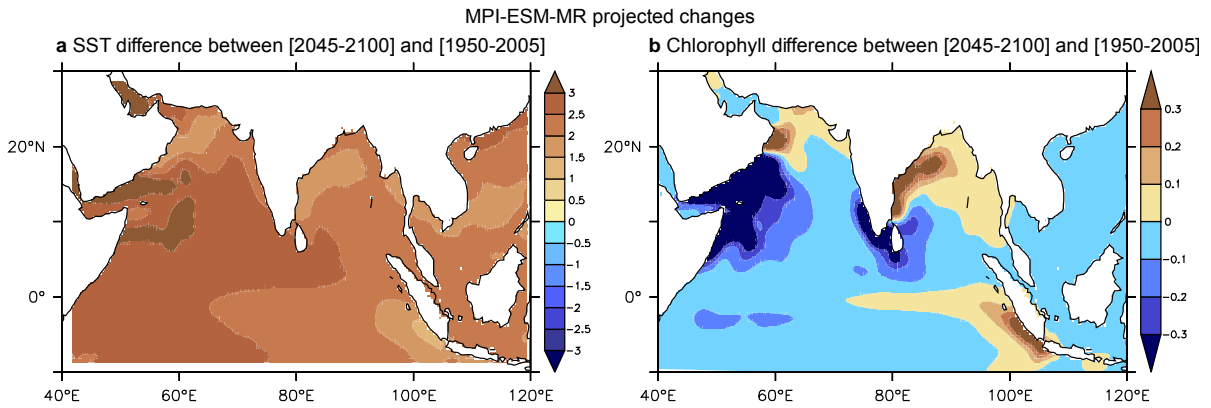 MPI-ESM-MR projected changes
a SST difference between [2045-2100] and [1950-2005]
b Chlorophyll difference between [2045-2100] and [1950-2005]
20°N
0°
40°E
60°E
80°E
100°E
120°E
3
2.5
2
1.5
1
0.5
0
−0.5
−1
−1.5
−2
−2.5
−3
20°N
0°
40°E
60°E
80°E
100°E
120°E
0.3
0.2
0.1
0
−0.1
−0.2
−0.3